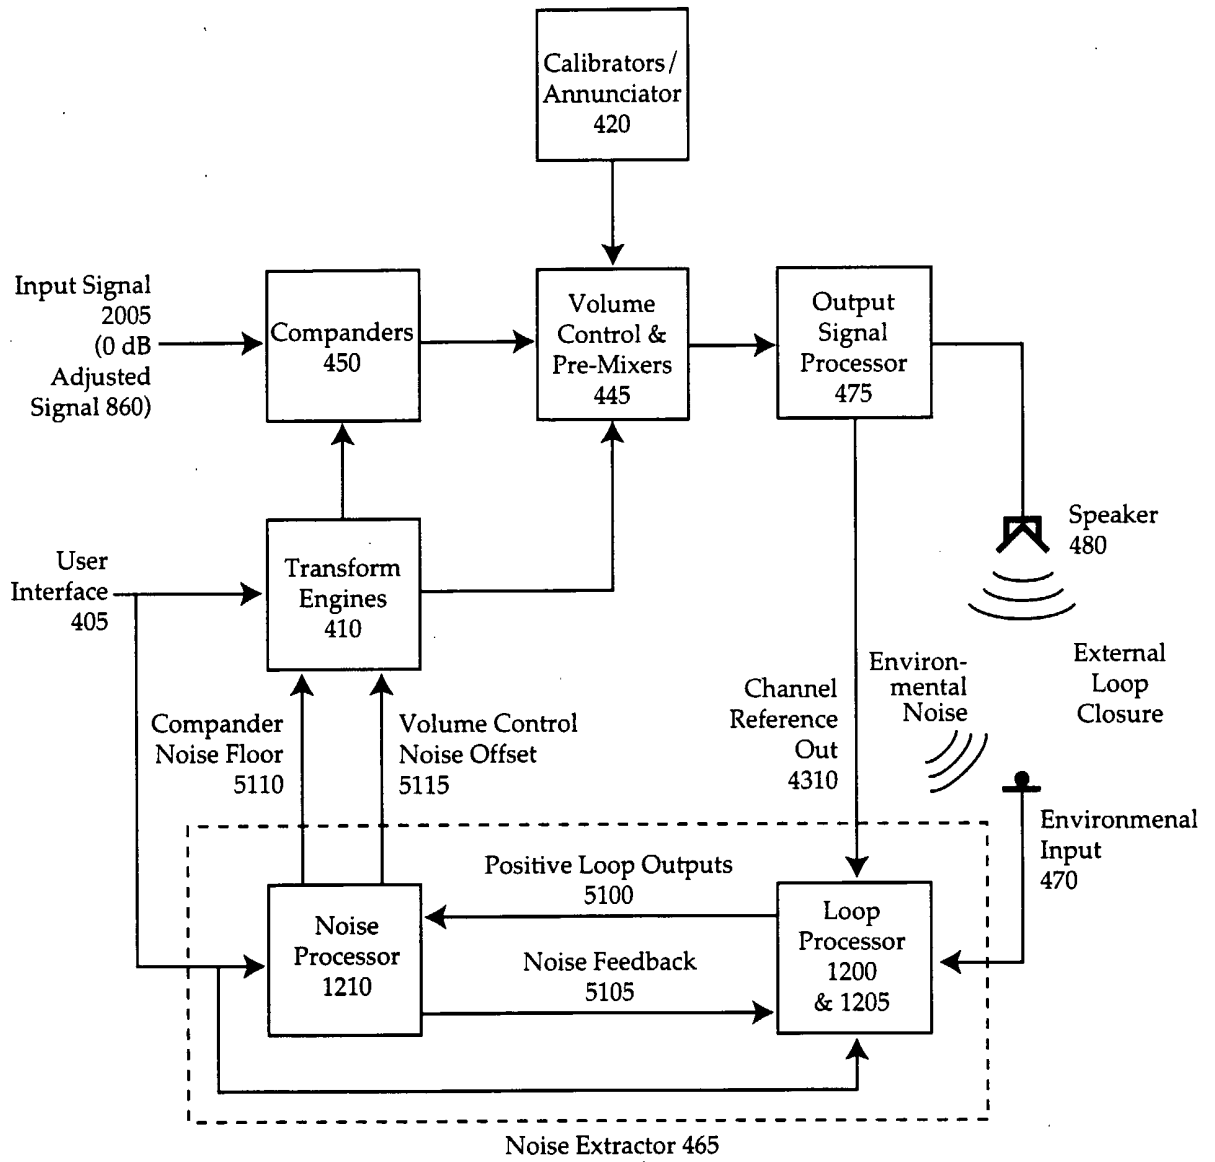 Calibrators/
Annunciator
420
Input Signal
2005
(0 dB
Adjusted
Signal 860)
Companders
450
Volume
Control &
Pre-Mixers
445
Output
Signal
Processor
475
Speaker
480
User
Interface
405
Transform
Engines
410
External
Loop
Closure
Environ-
mental
Noise
Channel
Reference
Out
4310
Compander
Noise Floor
5110
Volume Control
Noise Offset
5115
Environmenal
Input
470
Positive Loop Outputs
5100
Noise
Processor
1210
Noise Feedback
5105
Loop
Processor
1200
& 1205
Noise Extractor 465